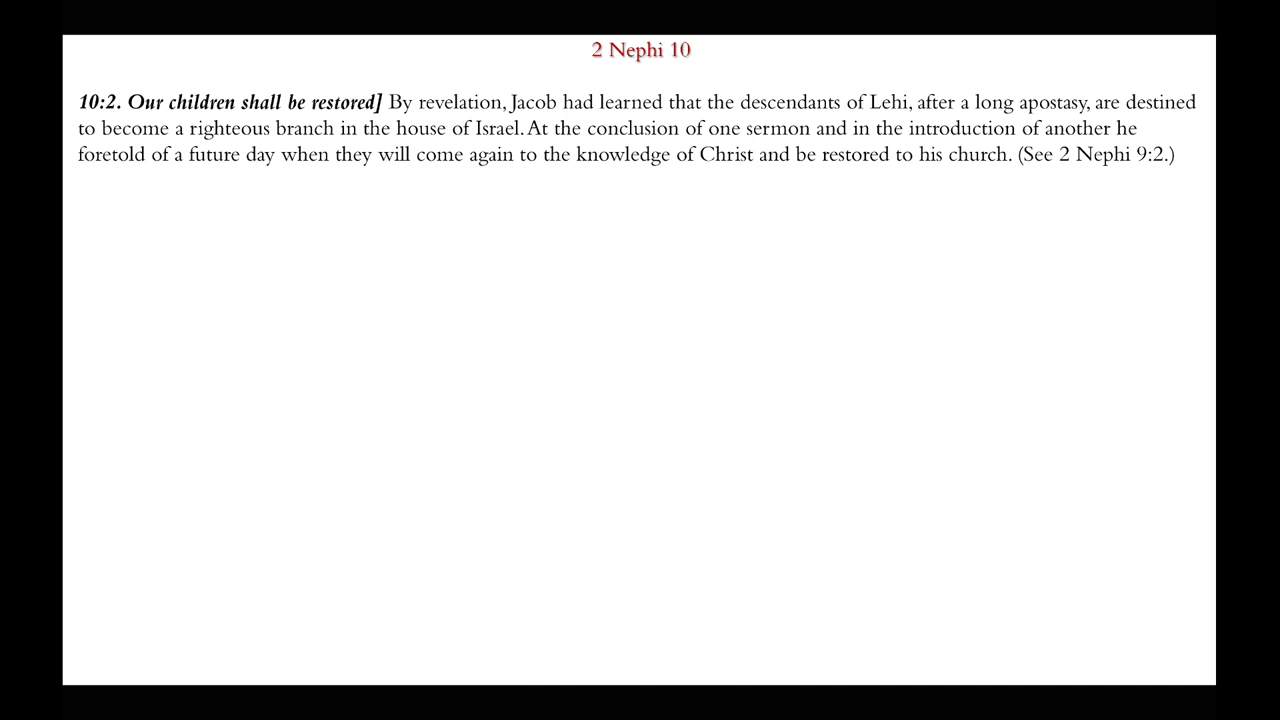 2 Nephi 10
10:2. Our children shall be restored] By revelation, Jacob had learned that the descendants of Lehi, after a long apostasy, are destined
to become a righteous branch in the house of Israel. At the conclusion of one sermon and in the introduction of another he
foretold of a future day when they will come again to the knowledge of Christ and be restored to his church. (See 2 Nephi 9:2.)